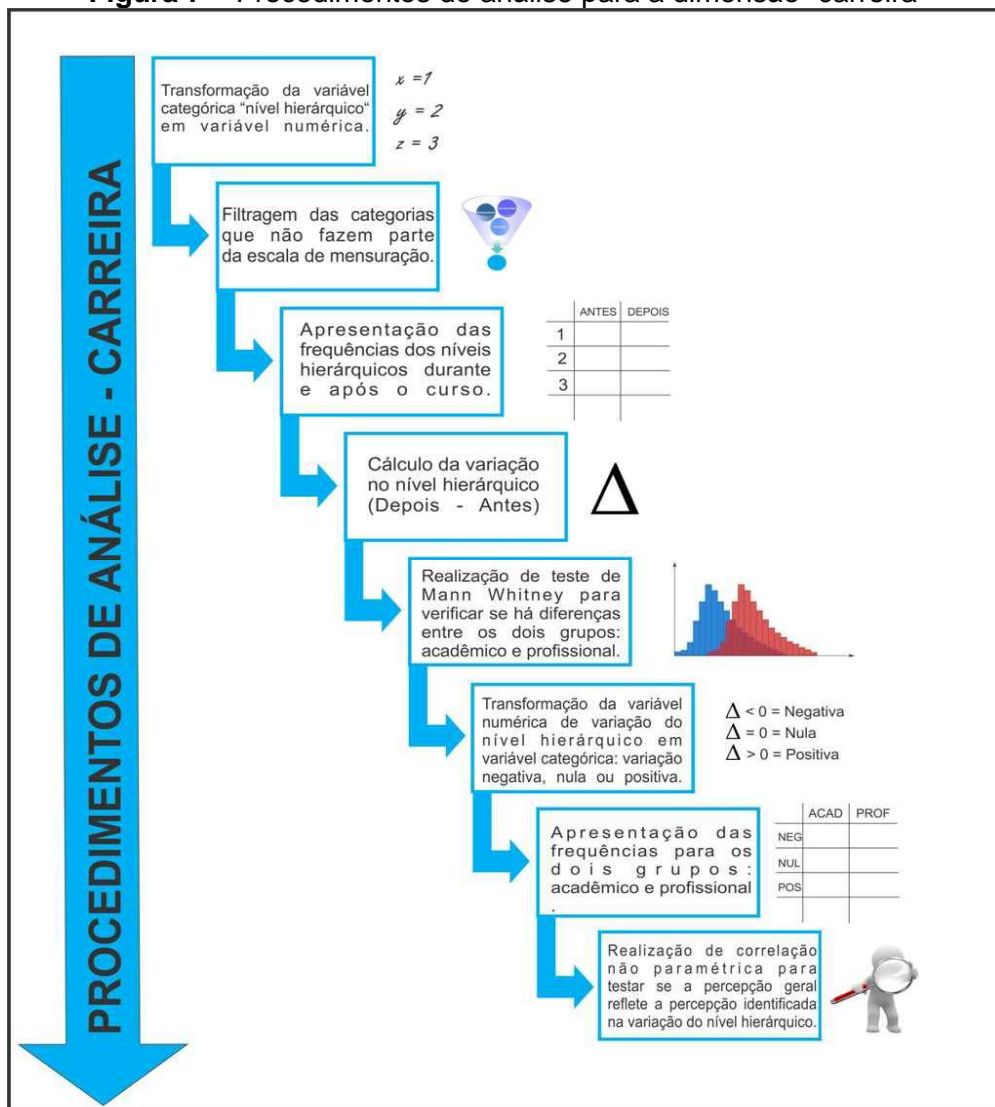 Procedimentos de análise para a dimensão "carreira"
PROCEDIMENTOS DE ANÁLISE - CARREIRA
Transformação da variável
categórica “nível hierárquico“
em variável numérica.
x =1
y = 2
z = 3
Filtragem das categorias
que não fazem parte
da escala de mensuração.
Apresentação das
frequências dos níveis
hierárquicos durante
e após o curso.
ANTES DEPOIS
1
2
3
Cálculo da variação
no nível hierárquico
(Depois - Antes)
Δ
Realização de teste de
Mann Whitney para
verificar se há diferenças
entre os dois grupos:
acadêmico e profissional.
Transformação da variável
numérica de variação do
nível hierárquico em
variável categórica: variação
negativa, nula ou positiva.
Δ < 0 = Negativa
Δ = 0 = Nula
Δ > 0 = Positiva
Apresentação das
frequências para os
dois grupos:
acadêmico e profissional
.
ACAD PROF
NEG
NUL
POS
Realização de correlação
não paramétrica para
testar se a percepção geral
reflete a percepção identificada
na variação do nível hierárquico.